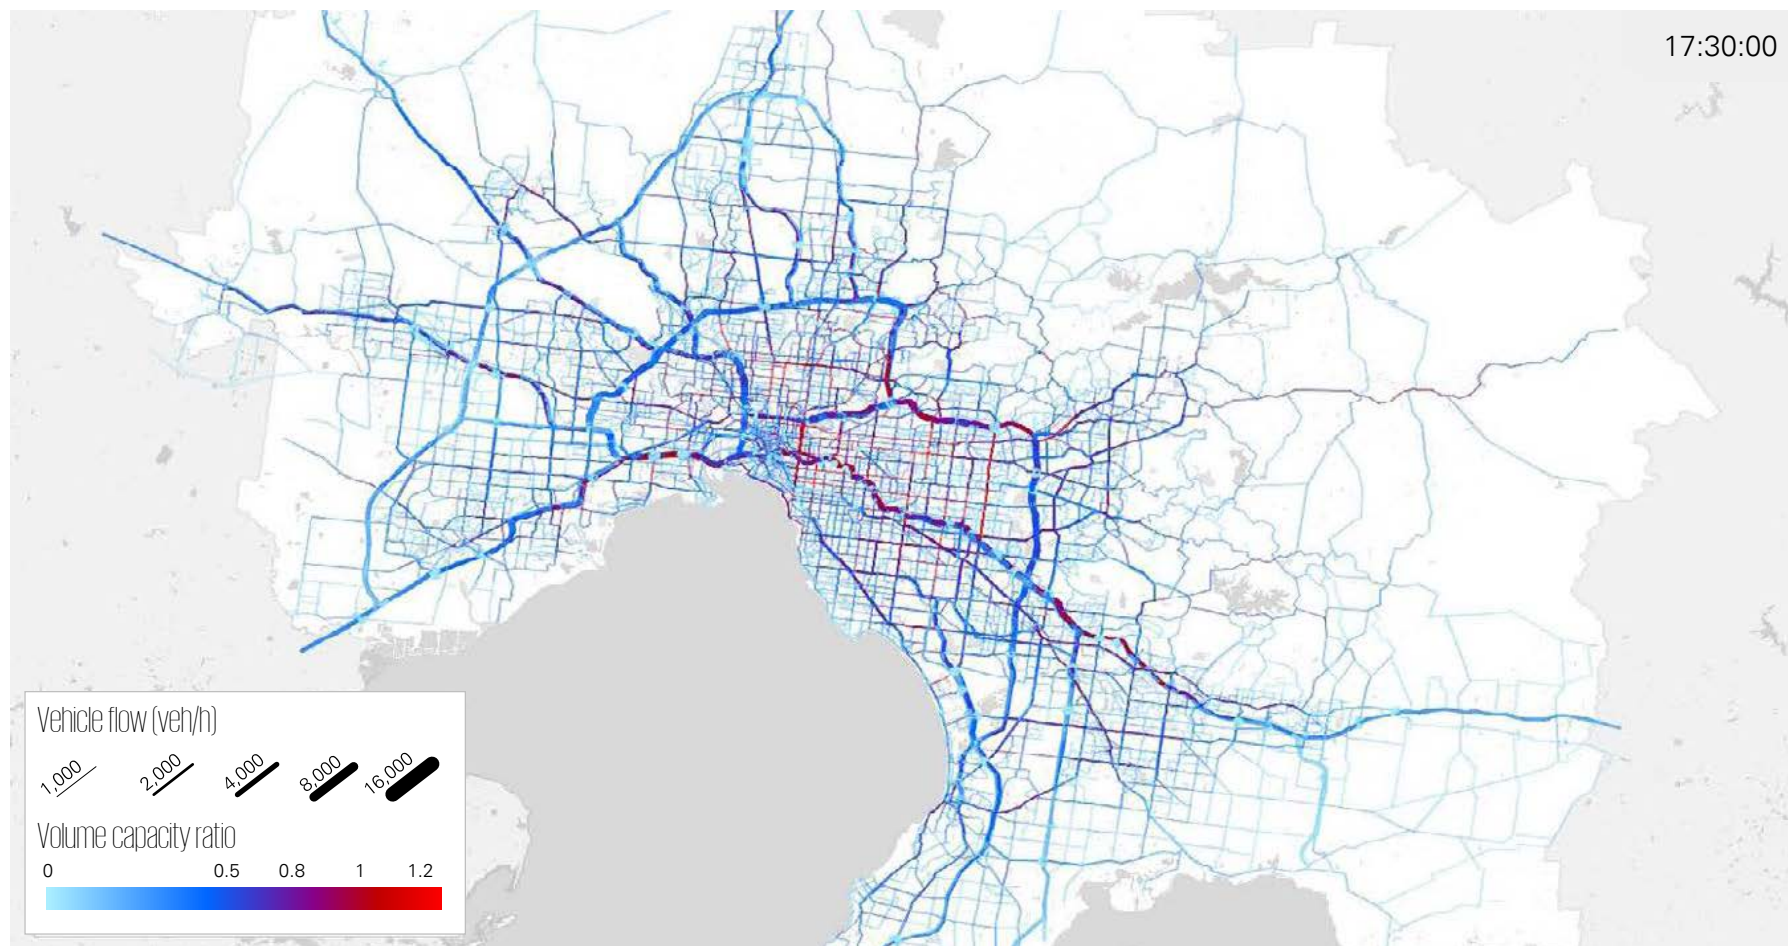 17:30:00
Vehicle flow (veh/h)
1,000 2,000 4,000 8,000 16,000
Volume capacity ratio
0 0.5 0.8 1 1.2